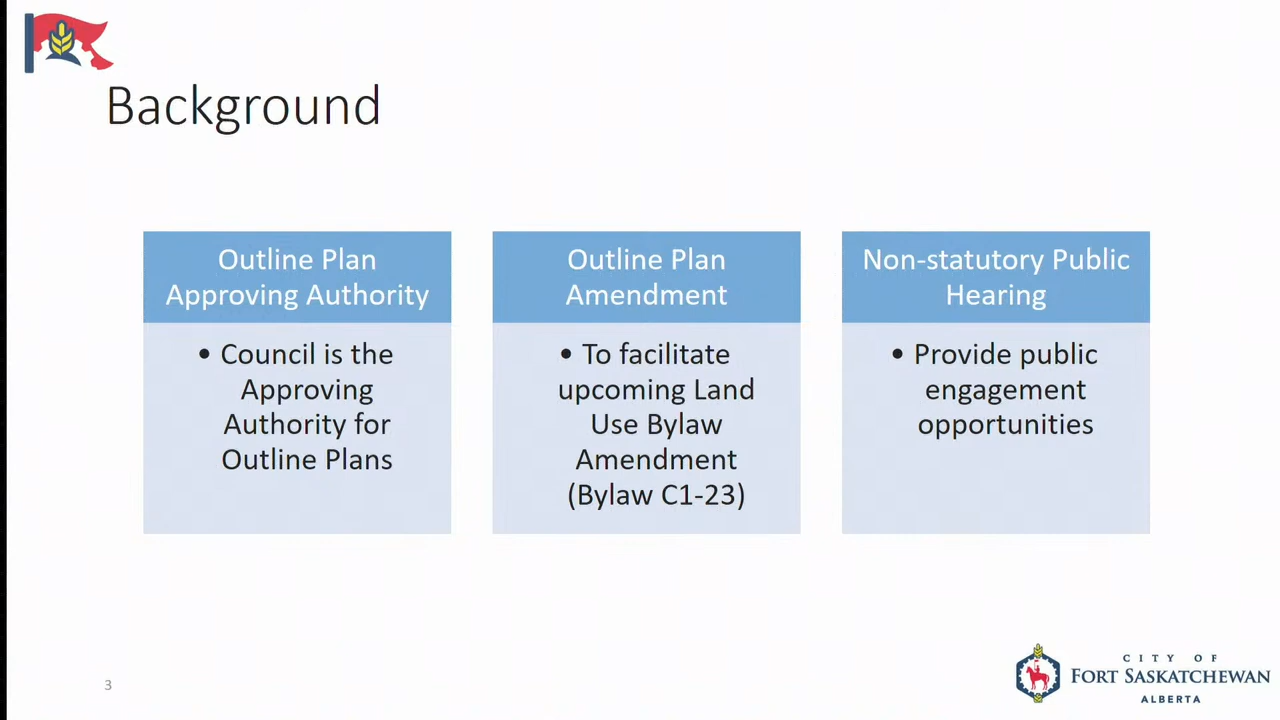 Background
Outline Plan
Approving Authority
• Council is the
Approving
Authority for
Outline Plans
Outline Plan
Amendment
• To facilitate
upcoming Land
Use Bylaw
Amendment
(Bylaw C1-23)
Non-statutory Public
Hearing
• Provide public
engagement
opportunities
3
CITY OF
FORT SASKATCHEWAN
ALBERTA